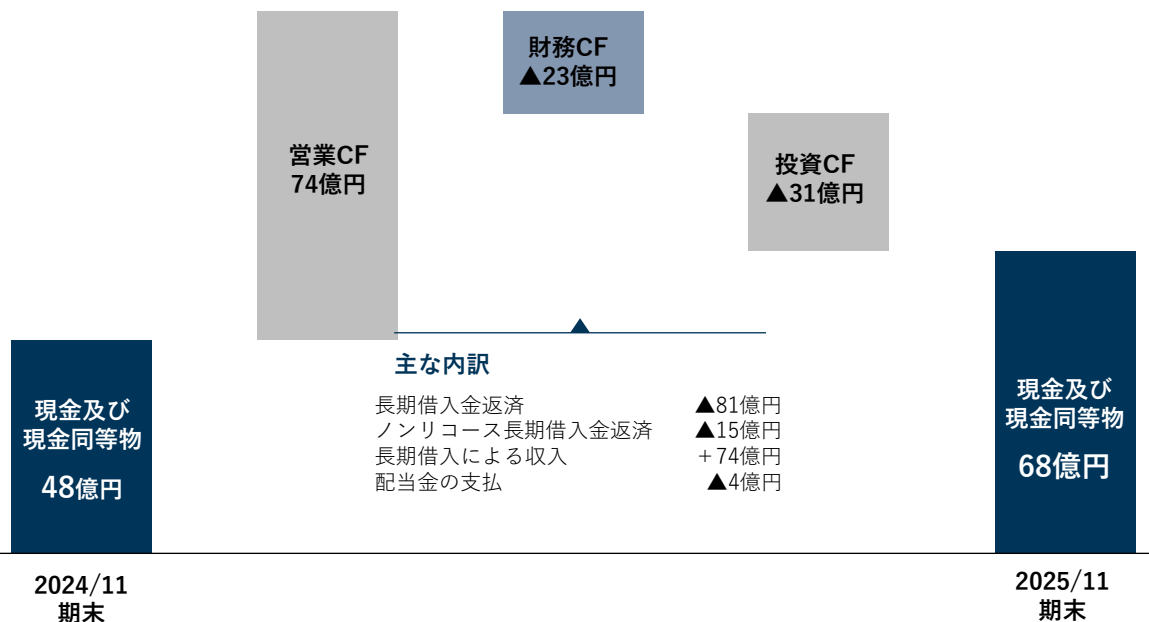 財務CF
▲23億円
営業CF
74億円
投資CF
▲31億円
主な内訳
長期借入金返済 ▲81億円
ノンリコース長期借入金返済 ▲15億円
長期借入による収入 +74億円
配当金の支払 ▲4億円
現金及び
現金同等物
48億円
現金及び
現金同等物
68億円
2024/11
期末
2025/11
期末